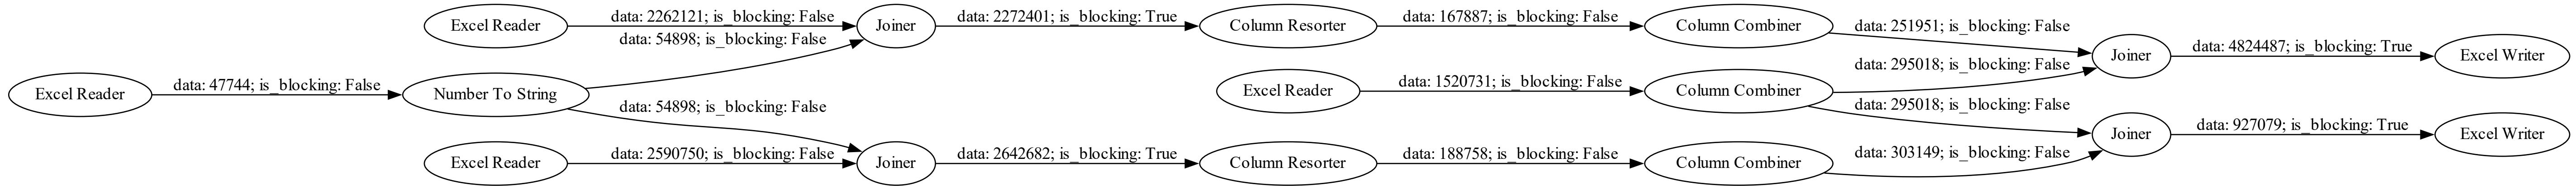 Excel Reader
data: 2262121; is_blocking: False
Joiner
data: 2272401; is_blocking: True
Column Resorter
data: 167887; is_blocking: False
Column Combiner
data: 251951; is_blocking: False
data: 54898; is_blocking: False
Joiner
data: 4824487; is_blocking: True
Excel Writer
data: 295018; is_blocking: False
Excel Reader
data: 47744; is_blocking: False
Number To String
Excel Reader
data: 1520731; is_blocking: False
Column Combiner
data: 54898; is_blocking: False
data: 295018; is_blocking: False
Joiner
data: 927079; is_blocking: True
Excel Writer
Excel Reader
data: 2590750; is_blocking: False
Joiner
data: 2642682; is_blocking: True
Column Resorter
data: 188758; is_blocking: False
Column Combiner
data: 303149; is_blocking: False